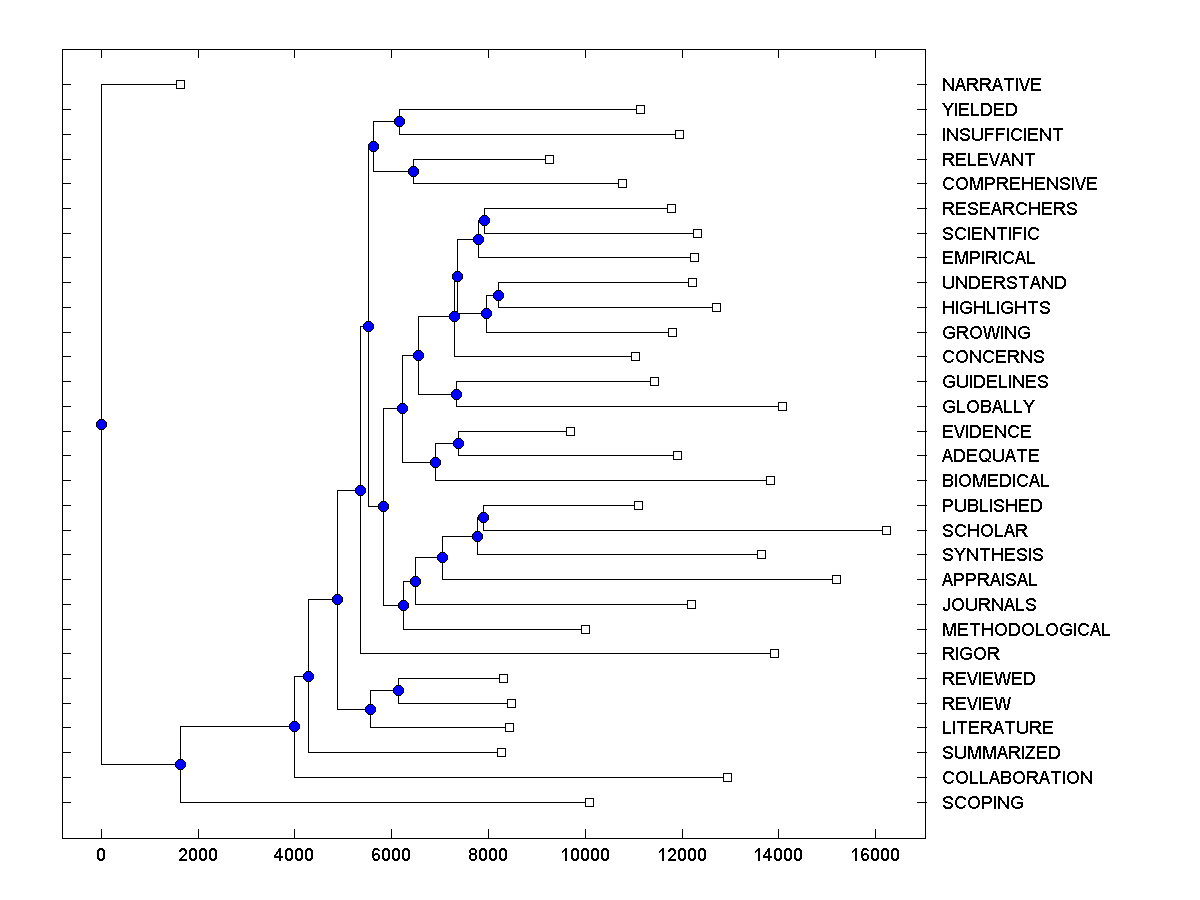 NARRATIVE
YIELDED
INSUFFICIENT
RELEVANT
COMPREHENSIVE
RESEARCHERS
SCIENTIFIC
EMPIRICAL
UNDERSTAND
HIGHLIGHTS
GROWING
CONCERNS
GUIDELINES
GLOBALLY
EVIDENCE
ADEQUATE
BIOMEDICAL
PUBLISHED
SCHOLAR
SYNTHESIS
APPRAISAL
JOURNALS
METHODOLOGICAL
RIGOR
REVIEWED
REVIEW
LITERATURE
SUMMARIZED
COLLABORATION
SCOPING
0 2000 4000 6000 8000 10000 12000 14000 16000